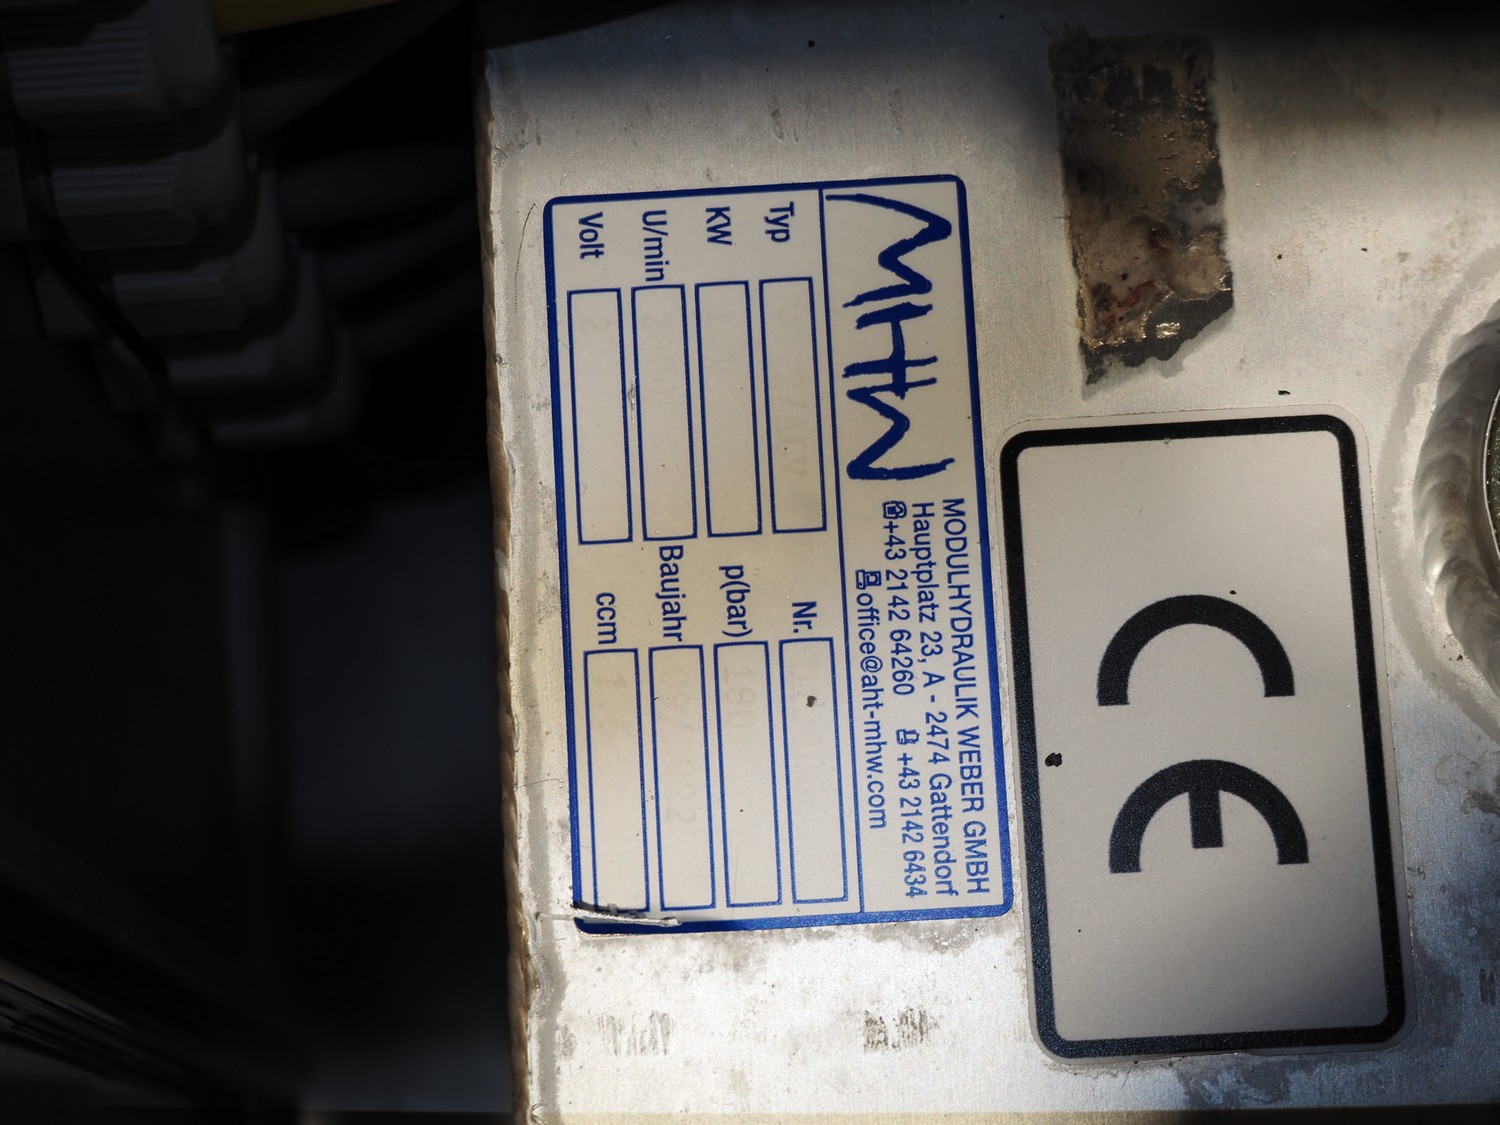 MHW
MODULHYDRAULIK WEBER GMBH
Hauptplatz 23, A - 2474 Gattendorf
+43 2142 64260 +43 2142 6434
office@aht-mhw.com
Typ Nr.
KW p(bar) 180
U/min Baujahr
Volt ccm
CE